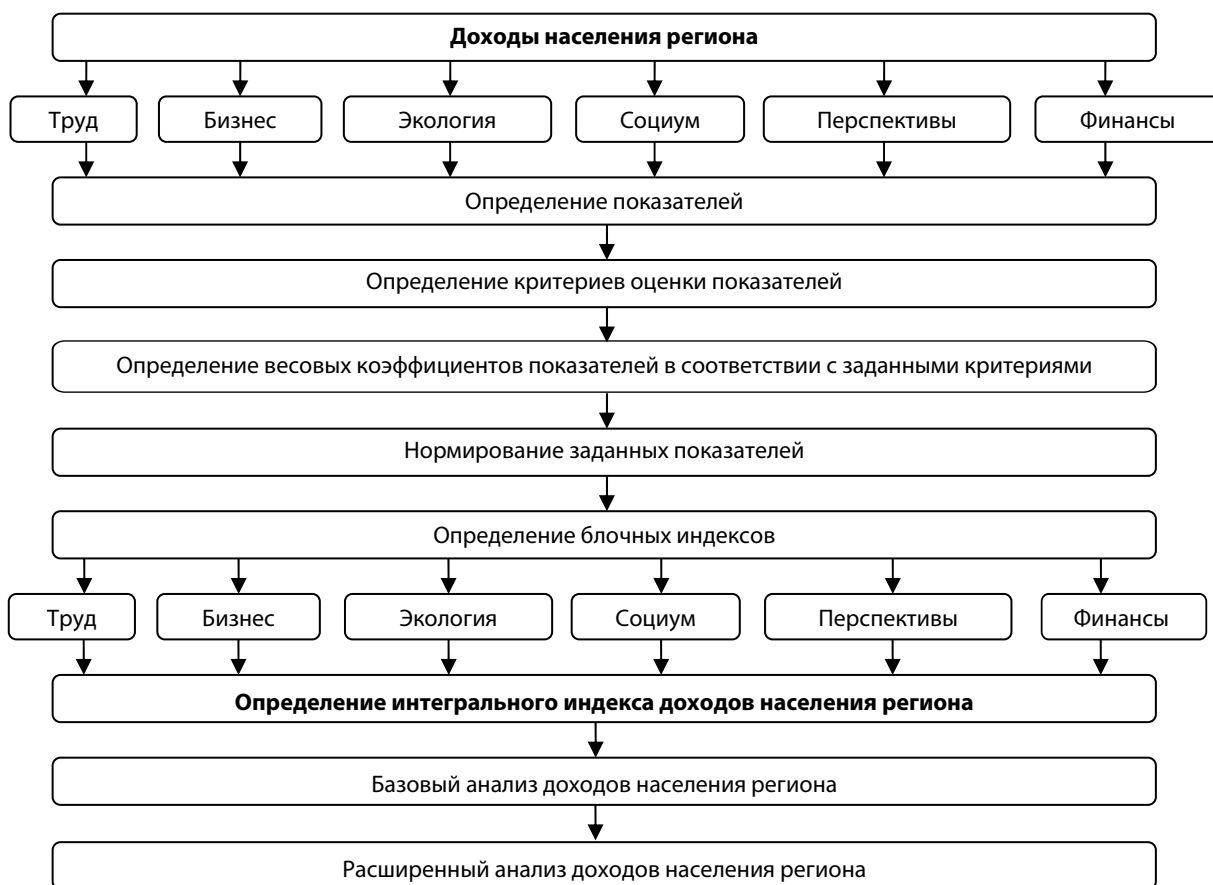 Доходы населения региона
Труд Бизнес Экология Социум Перспективы Финансы
Определение показателей
Определение критериев оценки показателей
Определение весовых коэффициентов показателей в соответствии с заданными критериями
Нормирование заданных показателей
Определение блочных индексов
Труд Бизнес Экология Социум Перспективы Финансы
Определение интегрального индекса доходов населения региона
Базовый анализ доходов населения региона
Расширенный анализ доходов населения региона